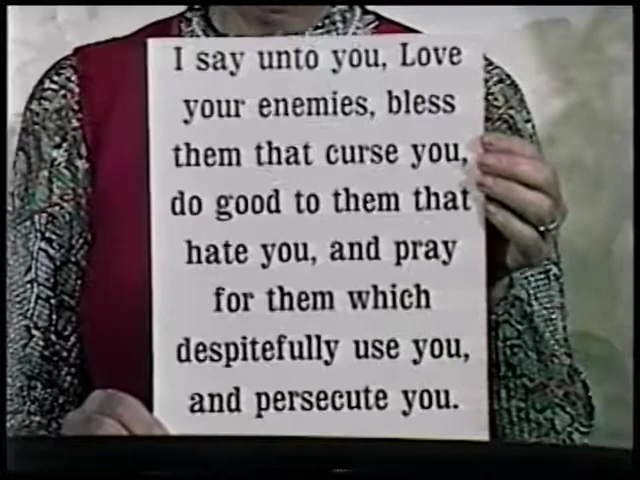 I say unto you, Love
your enemies, bless
them that curse you,
do good to them that
hate you, and pray
for them which
despitefully use you,
and persecute you.